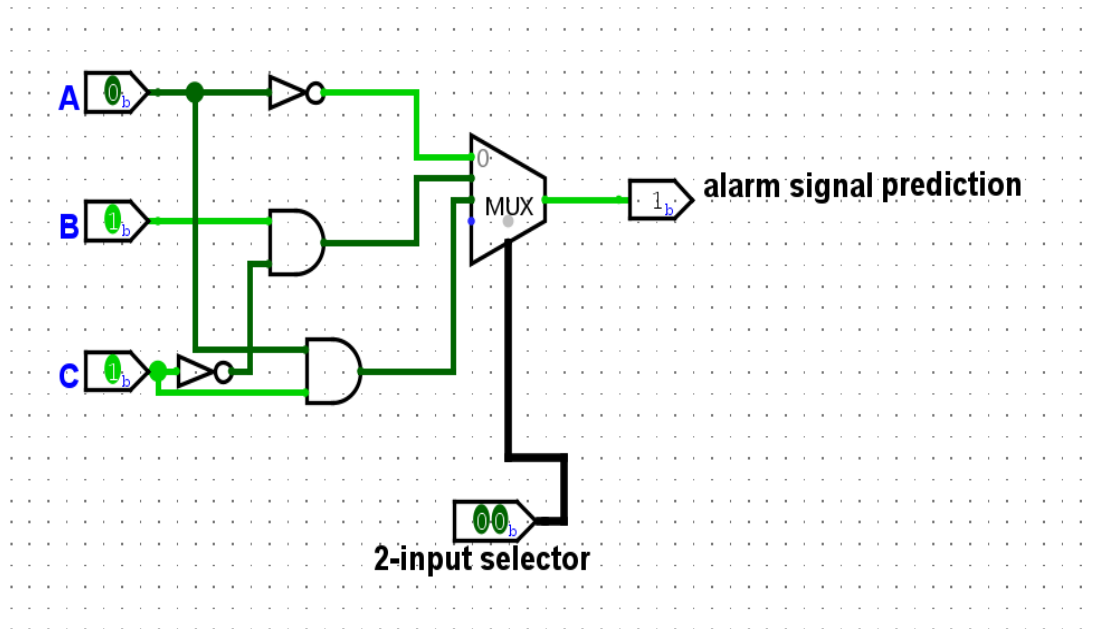 A 0b
0
MUX
1b alarm signal prediction
B 1b
C 1b
00b
2-input selector